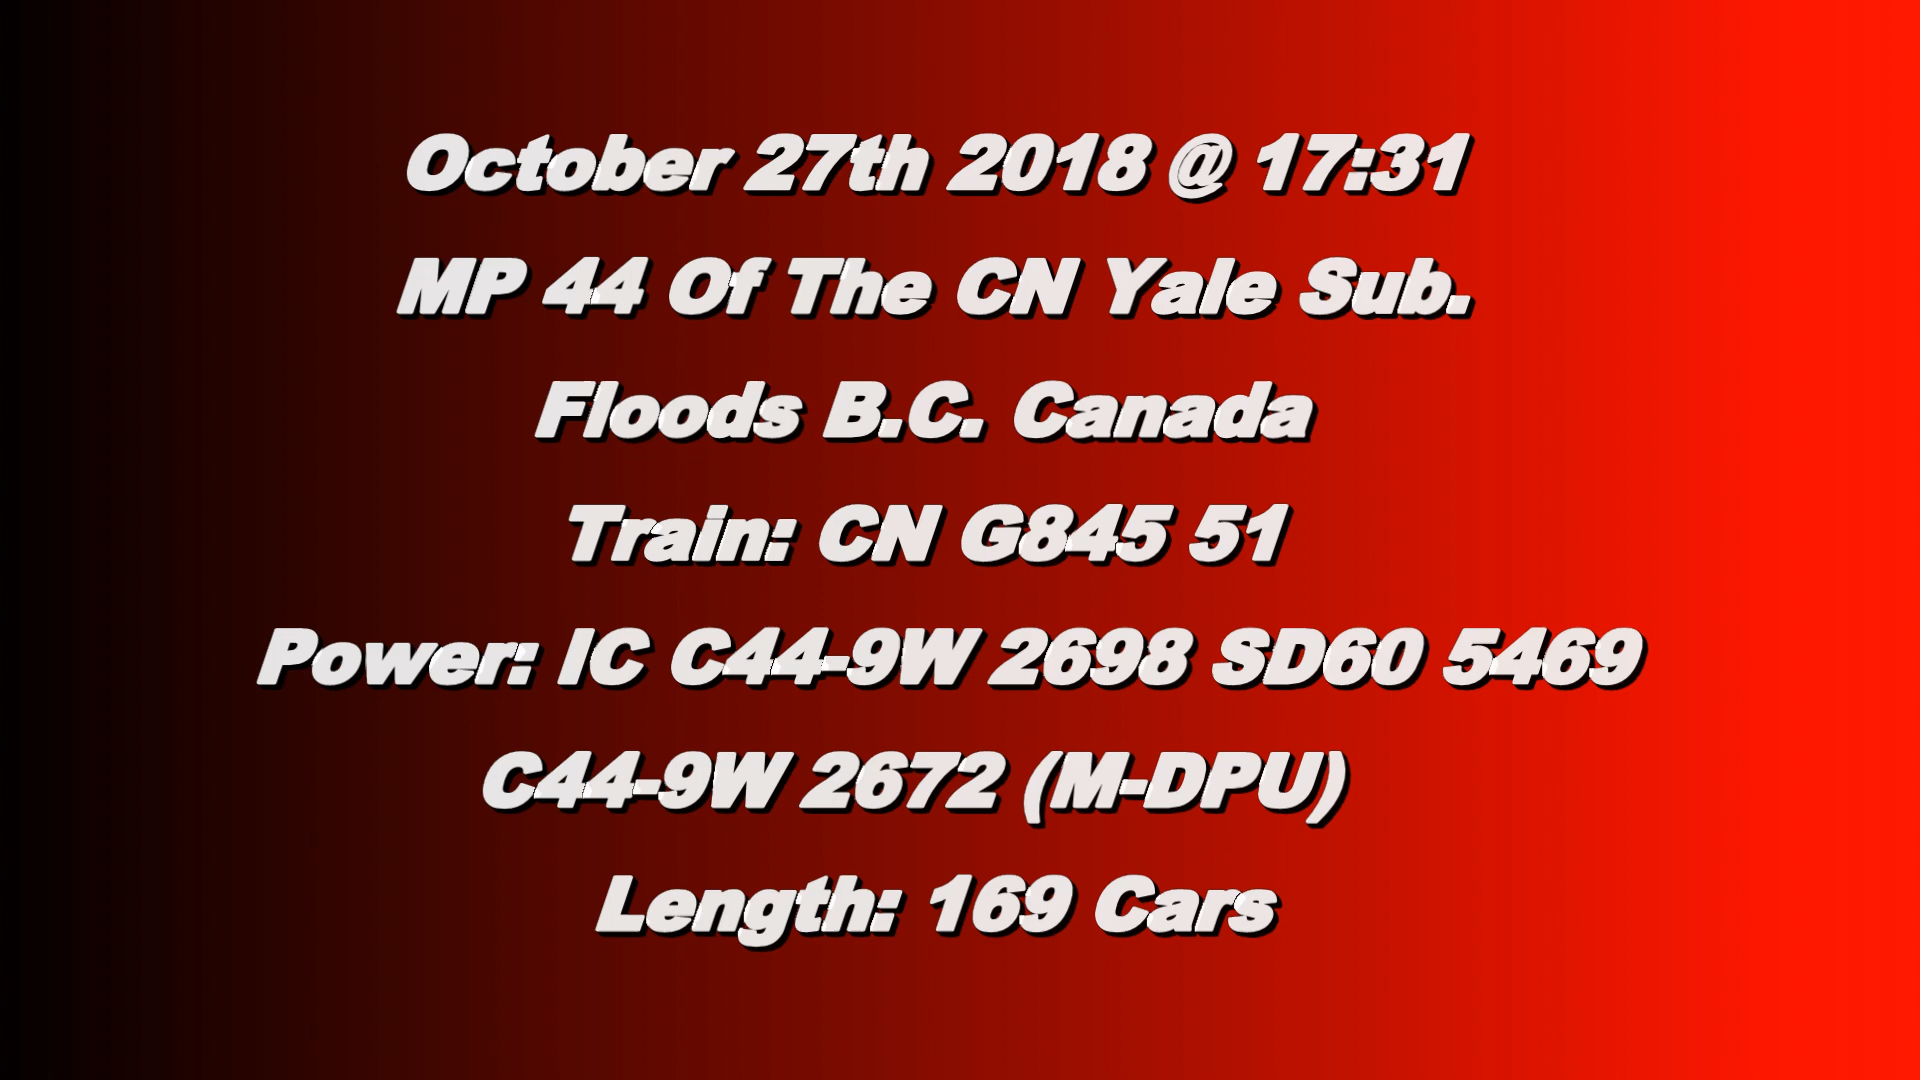 October 27th 2018 @ 17:31
MP 44 Of The CN Yale Sub.
Floods B.C. Canada
Train: CN G845 51
Power: IC C44-9W 2698 SD60 5469
C44-9W 2672 (M-DPU)
Length: 169 Cars